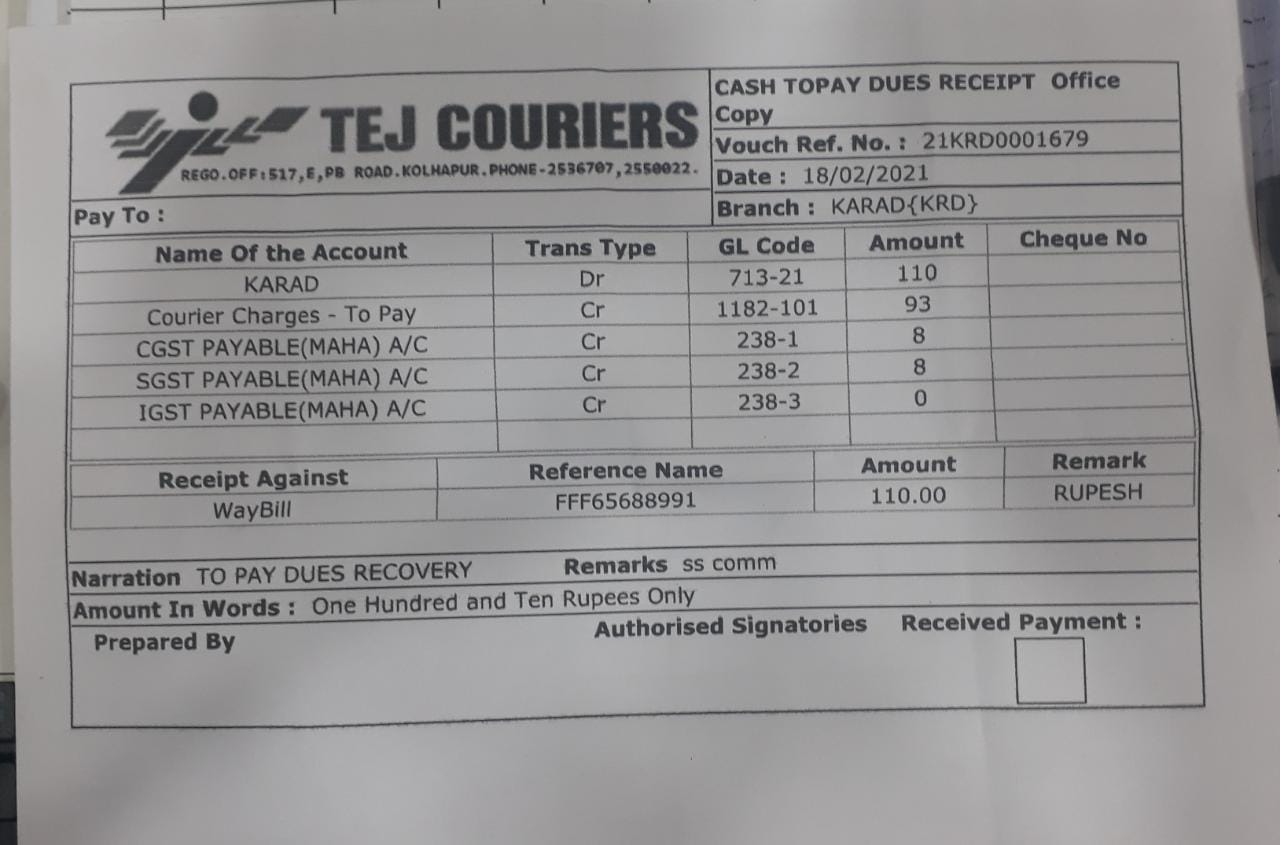 TEJ COURIERS
REGO.OFF:517,E,PB ROAD.KOLHAPUR.PHONE-2536707,2550022.
Pay To :
CASH TOPAY DUES RECEIPT Office
Copy
Vouch Ref. No. : 21KRD0001679
Date : 18/02/2021
Branch : KARAD{KRD}
Name Of the Account Trans Type GL Code Amount Cheque No
KARAD Dr 713-21 110
Courier Charges - To Pay Cr 1182-101 93
CGST PAYABLE(MAHA) A/C Cr 238-1 8
SGST PAYABLE(MAHA) A/C Cr 238-2 8
IGST PAYABLE(MAHA) A/C Cr 238-3 0
Receipt Against Reference Name Amount Remark
WayBill FFF65688991 110.00 RUPESH
Narration TO PAY DUES RECOVERY Remarks ss comm
Amount In Words : One Hundred and Ten Rupees Only
Prepared By Authorised Signatories Received Payment :